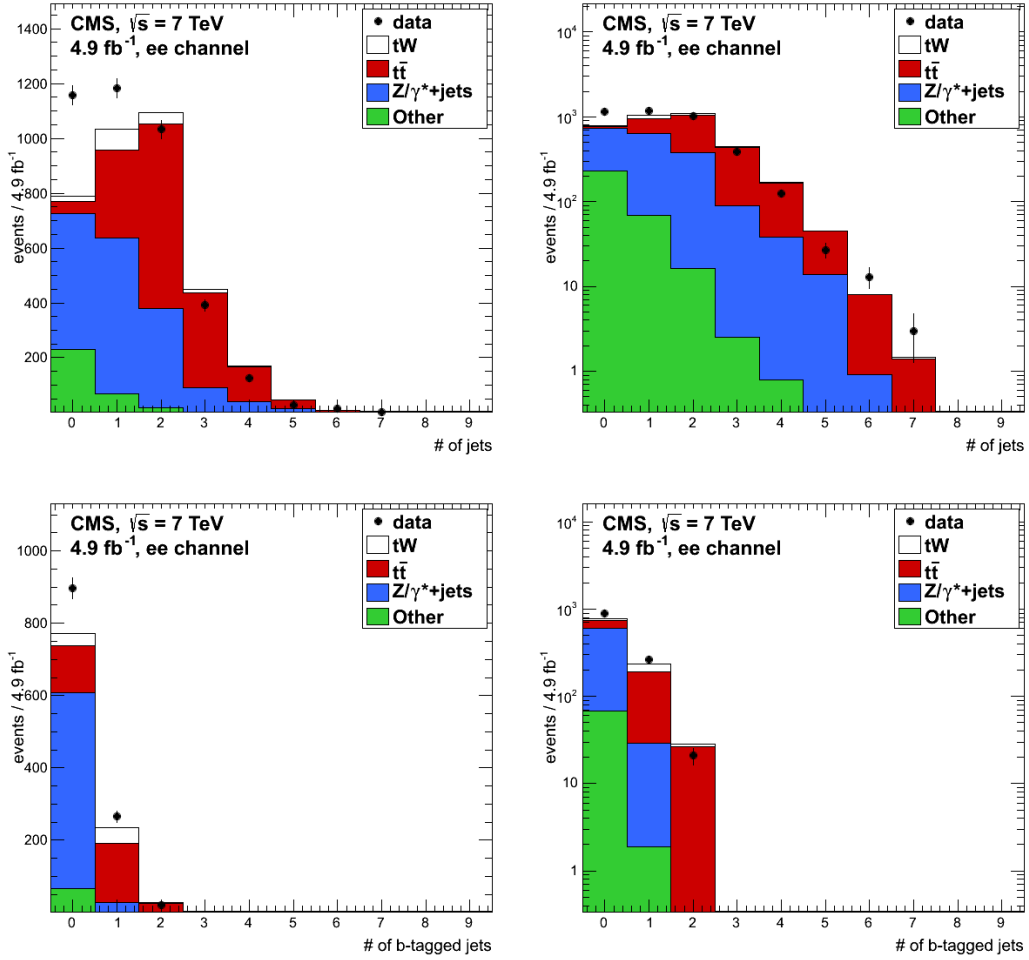 CMS, √s = 7 TeV
4.9 fb⁻¹, ee channel
data
tW
tt̄
Z/γ*+jets
Other
events / 4.9 fb⁻¹
1400
1200
1000
800
600
400
200
0 1 2 3 4 5 6 7 8 9
# of jets
CMS, √s = 7 TeV
4.9 fb⁻¹, ee channel
data
tW
tt̄
Z/γ*+jets
Other
events / 4.9 fb⁻¹
10⁴
10³
10²
10
1
0 1 2 3 4 5 6 7 8 9
# of jets
CMS, √s = 7 TeV
4.9 fb⁻¹, ee channel
data
tW
tt̄
Z/γ*+jets
Other
events / 4.9 fb⁻¹
1000
800
600
400
200
0 1 2 3 4 5 6 7 8 9
# of b-tagged jets
CMS, √s = 7 TeV
4.9 fb⁻¹, ee channel
data
tW
tt̄
Z/γ*+jets
Other
events / 4.9 fb⁻¹
10⁴
10³
10²
10
1
0 1 2 3 4 5 6 7 8 9
# of b-tagged jets